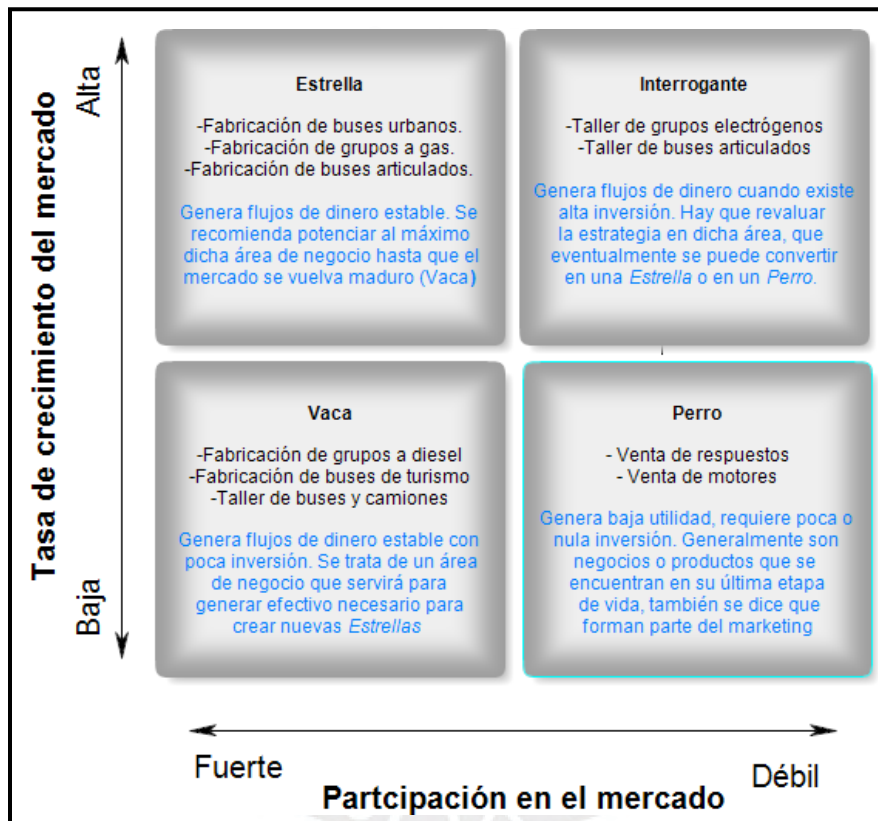 Tasa de crecimiento del mercado
Alta
Baja
Estrella
-Fabricación de buses urbanos.
-Fabricación de grupos a gas.
-Fabricación de buses articulados.
Genera flujos de dinero estable. Se
recomienda potenciar al máximo
dicha área de negocio hasta que el
mercado se vuelva maduro (Vaca)
Interrogante
-Taller de grupos electrógenos
-Taller de buses articulados
Genera flujos de dinero cuando existe
alta inversión. Hay que revaluar
la estrategia en dicha área, que
eventualmente se puede convertir
en una Estrella o en un Perro.
Vaca
-Fabricación de grupos a diesel
-Fabricación de buses de turismo
-Taller de buses y camiones
Genera flujos de dinero estable con
poca inversión. Se trata de un área
de negocio que servirá para
generar efectivo necesario para
crear nuevas Estrellas
Perro
- Venta de respuestos
- Venta de motores
Genera baja utilidad, requiere poca o
nula inversión. Generalmente son
negocios o productos que se
encuentran en su última etapa
de vida, también se dice que
forman parte del marketing
Fuerte
Débil
Partcipación en el mercado